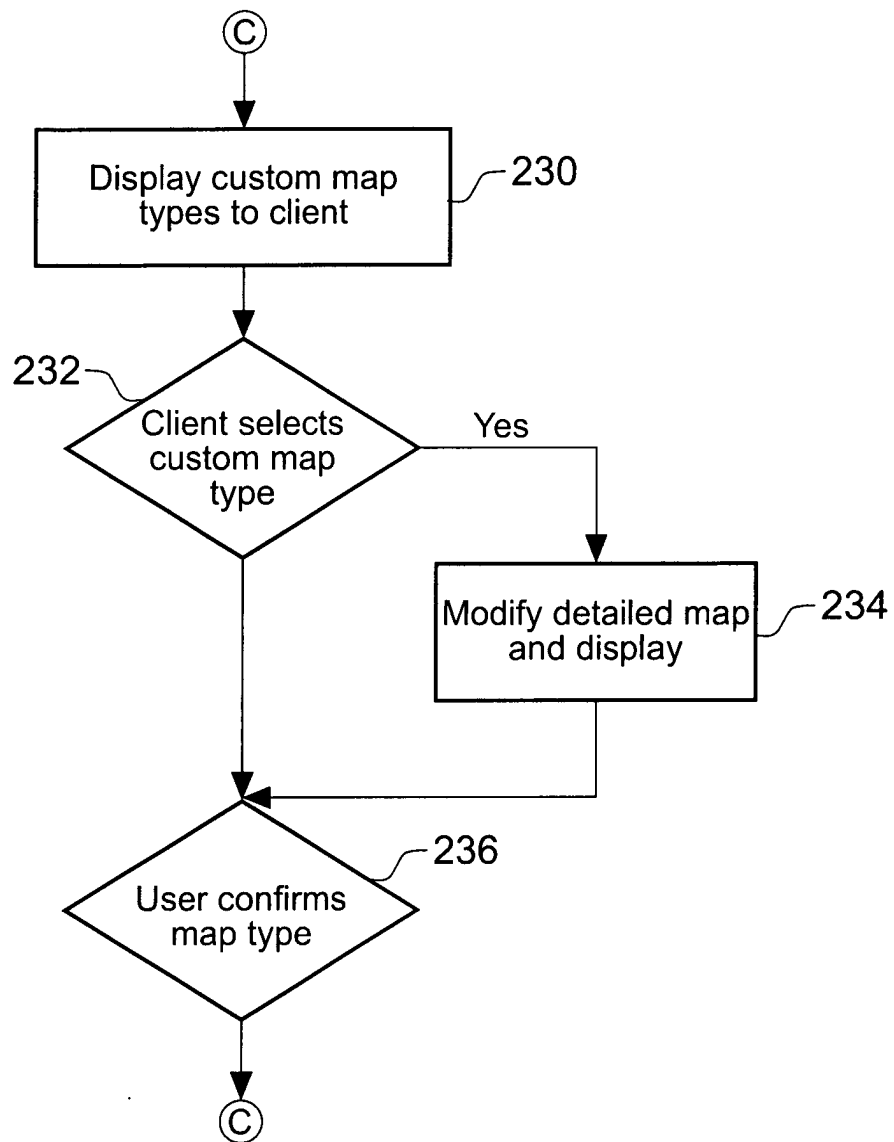 C
Display custom map
types to client
230
232
Client selects
custom map
type
Yes
Modify detailed map
and display
234
236
User confirms
map type
C